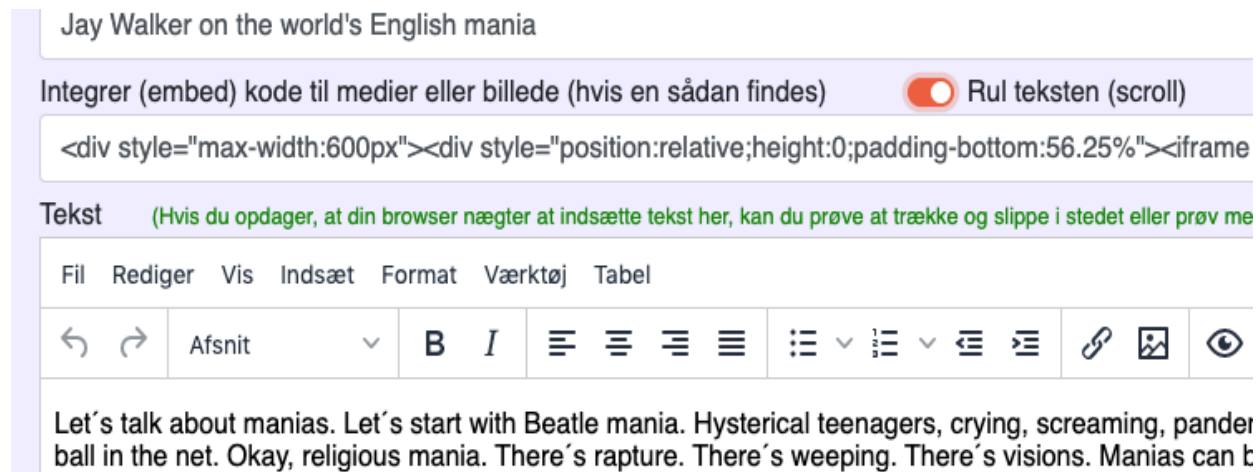 Jay Walker on the world's English mania
Integrer (embed) kode til medier eller billede (hvis en sådan findes) Rul teksten (scroll)
<div style="max-width:600px"><div style="position:relative;height:0;padding-bottom:56.25%"><iframe
Tekst (Hvis du opdager, at din browser nægter at indsætte tekst her, kan du prøve at trække og slippe i stedet eller prøv
Fil Rediger Vis Indsæt Format Værktøj Tabel
Afsnit B I
Let´s talk about manias. Let´s start with Beatle mania. Hysterical teenagers, crying, screaming,
ball in the net. Okay, religious mania. There´s rapture. There´s weeping. There´s visions. Manias can